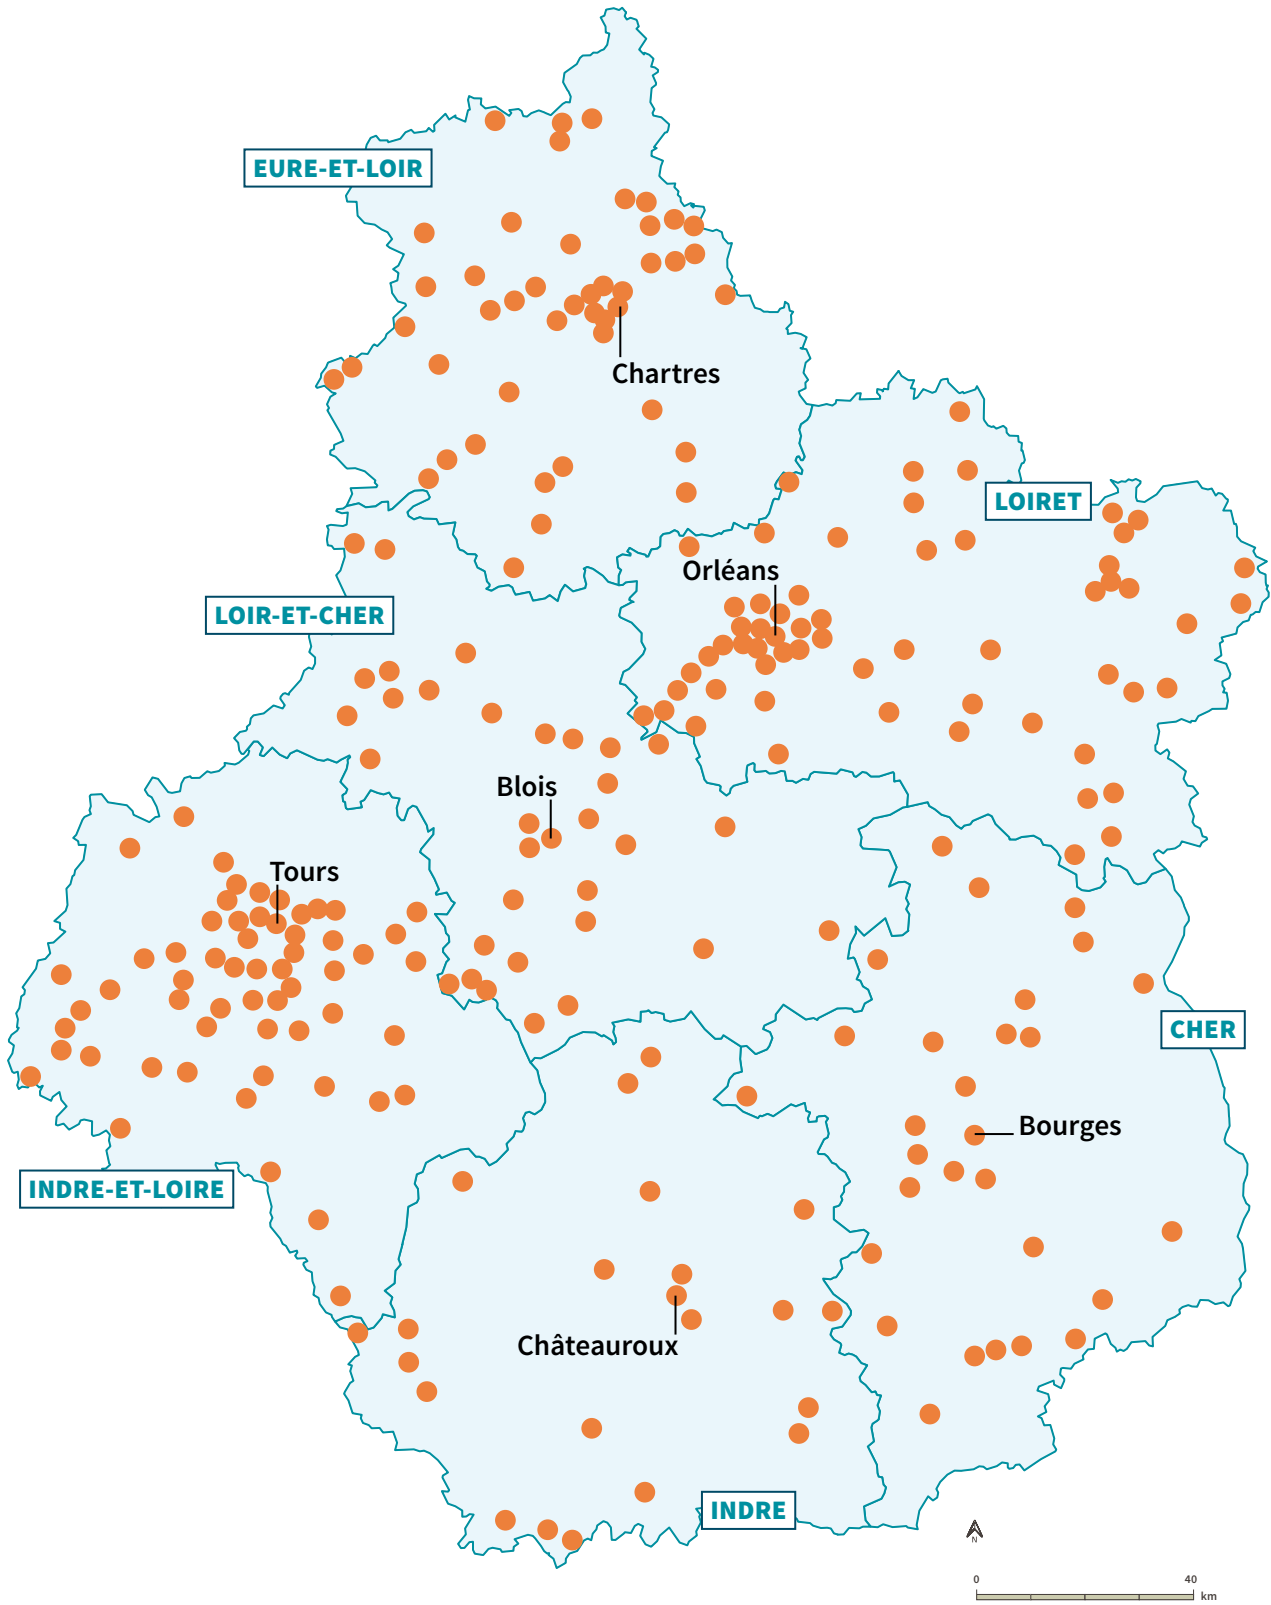 EURE-ET-LOIR
Chartres
LOIRET
Orléans
LOIR-ET-CHER
Blois
Tours
CHER
Bourges
INDRE-ET-LOIRE
Châteauroux
INDRE
N
0 40
km